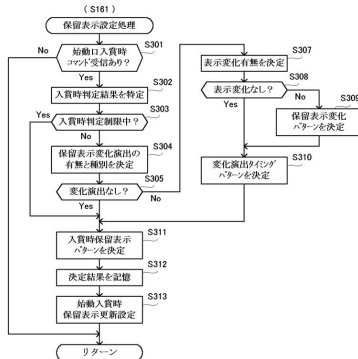 (S161)
保留表示設定処理
S301
始動口入賞時
コマンド受信あり?
No
Yes
S302
入賞時判定結果を特定
S303
入賞時判定制限中?
Yes
No
S304
保留表示変化演出の
有無と種別を決定
S305
変化演出なし?
Yes
No
S307
表示変化有無を決定
S308
表示変化なし?
Yes
No
S309
保留表示変化
パターンを決定
S310
変化演出タイミング
パターンを決定
S311
入賞時保留表示
パターンを決定
S312
決定結果を記憶
S313
始動入賞時
保留表示更新設定
リターン